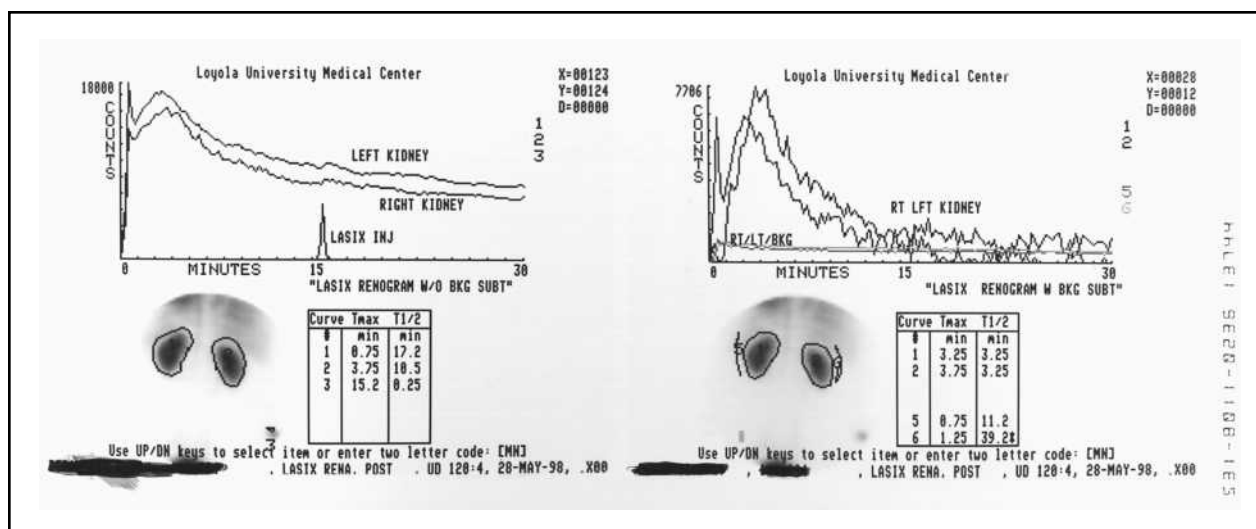 Loyola University Medical Center
X=00123
Y=00124
D=00000
18000
COUNTS
1
2
3
LEFT KIDNEY
RIGHT KIDNEY
LASIX INJ
0 MINUTES 15 30
"LASIX RENOGRAM W/O BKG SUBT"
Curve Tmax T1/2
# min min
1 0.75 17.2
2 3.75 10.5
3 15.2 0.25
Use UP/DN keys to select item or enter two letter code: [MN]
, LASIX RENA. POST , UD 120:4, 28-MAY-98, .X00
Loyola University Medical Center
X=00028
Y=00012
D=00000
7706
COUNTS
1
2
5
6
RT LFT KIDNEY
RT/LT/BKG
0 MINUTES 15 30
"LASIX RENOGRAM W BKG SUBT"
Curve Tmax T1/2
# min min
1 3.25 3.25
2 3.75 3.25
5 0.75 11.2
6 1.25 39.2‡
Use UP/DN keys to select item or enter two letter code: [MN]
, , LASIX RENA. POST , UD 120:4, 28-MAY-98, .X00